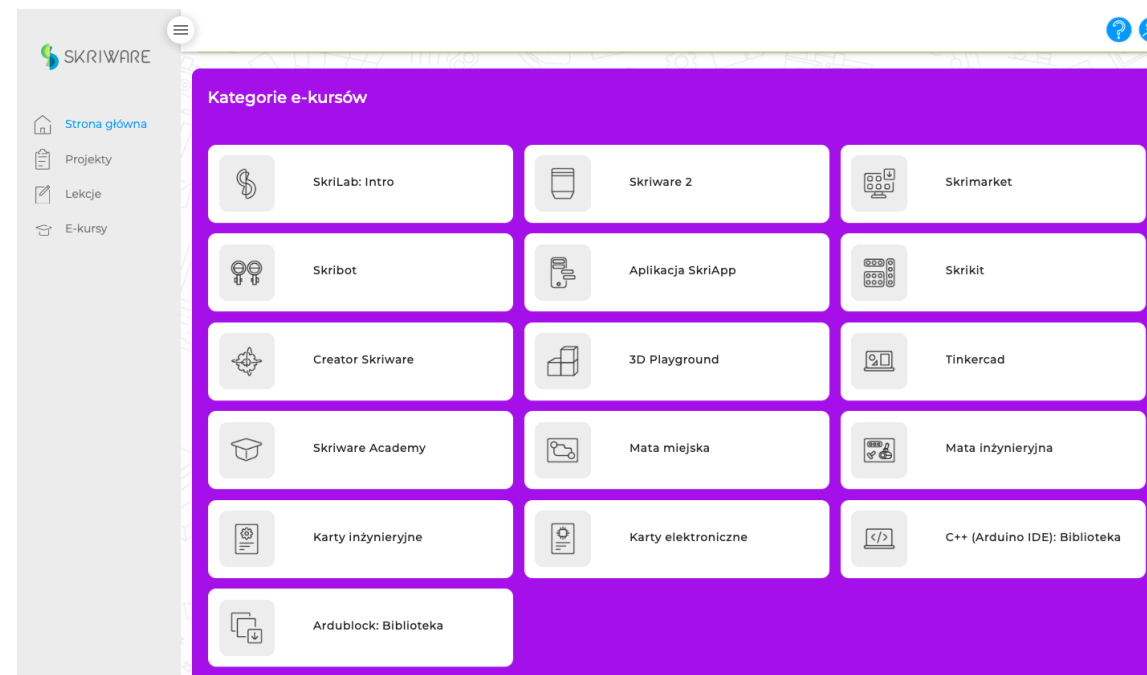 SKRIWARE
Strona główna
Projekty
Lekcje
E-kursy
Kategorie e-kursów
SkriLab: Intro
Skriware 2
Skrimarket
Skribot
Aplikacja SkriApp
Skrikit
Creator Skriware
3D Playground
Tinkercad
Skriware Academy
Mata miejska
Mata inżynieryjna
Karty inżynieryjne
Karty elektroniczne
C++ (Arduino IDE): Biblioteka
Ardublock: Biblioteka